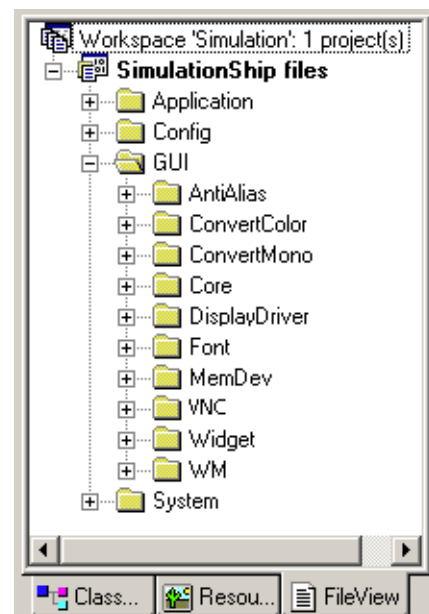 Workspace 'Simulation': 1 project(s)
SimulationShip files
Application
Config
GUI
AntiAlias
ConvertColor
ConvertMono
Core
DisplayDriver
Font
MemDev
VNC
Widget
WM
System
Class... Resou... FileView